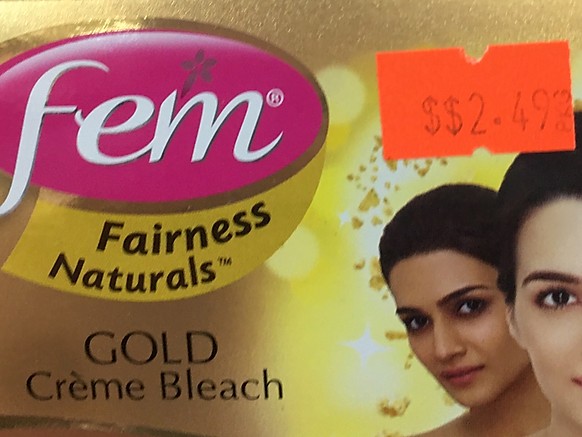 fem®
Fairness
Naturals™
GOLD
Crème Bleach
$$2.49